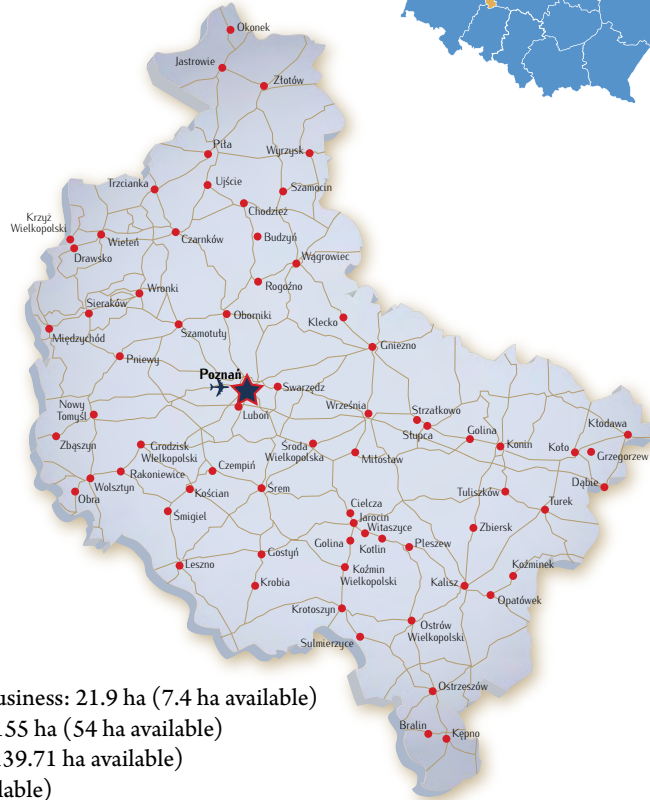 Okonek
Jastrowie
Złotów
Piła
Wyrzysk
Trzcianka
Ujście
Szamocin
Chodzież
Krzyż
Wielkopolski
Wieleń
Czarnków
Budzyń
Drawsko
Wągrowiec
Rogoźno
Wronki
Sieraków
Oborniki
Kłecko
Międzychód
Szamotuły
Gniezno
Pniewy
Poznań
Swarzędz
Nowy
Tomyśl
Luboń
Września
Strzałkowo
Słupca
Golina
Konin
Kłodawa
Koło
Grzegorzew
Zbąszyn
Grodzisk
Wielkopolski
Środa
Wielkopolska
Miłosław
Rakoniewice
Czempiń
Wolsztyn
Kościan
Śrem
Dąbie
Obra
Tuliszków
Turek
Śmigiel
Cielcza
Jarocin
Witaszyce
Zbiersk
Golina
Kotlin
Pleszew
Gostyń
Leszno
Koźmin
Wielkopolski
Koźminek
Krobia
Kalisz
Opatówek
Krotoszyn
Ostrów
Wielkopolski
Sulmierzyce
Ostrzeszów
usiness: 21.9 ha (7.4 ha available)
155 ha (54 ha available)
39.71 ha available)
lable)
Bralin
Kępno